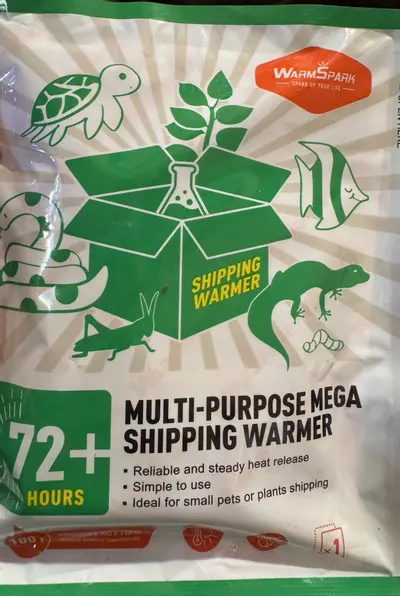 WARMSPARK
SPARK UP YOUR LIFE
SHIPPING
WARMER
72+
HOURS
MULTI-PURPOSE MEGA
SHIPPING WARMER
• Reliable and steady heat release
• Simple to use
• Ideal for small pets or plants shipping
x1